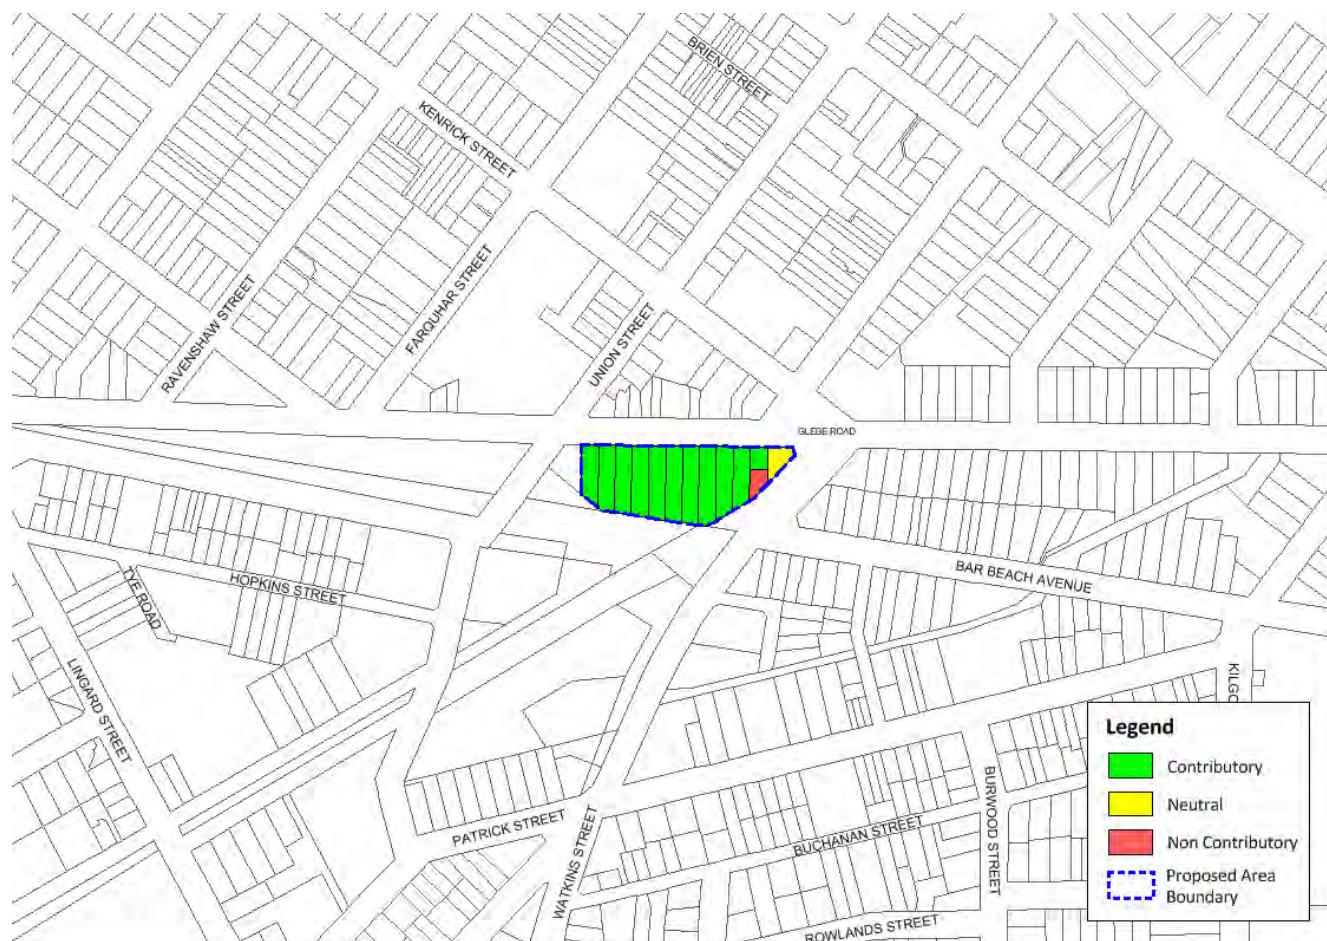 BRIEN STREET
KENRICK STREET
FARQUHAR STREET
RAVENSHAW STREET
UNION STREET
GLEBE ROAD
BAR BEACH AVENUE
HOPKINS STREET
TYE ROAD
LINGARD STREET
KILGO
PATRICK STREET
WATKINS STREET
BUCHANAN STREET
BURWOOD STREET
ROWLANDS STREET
Legend
Contributory
Neutral
Non Contributory
Proposed Area
Boundary